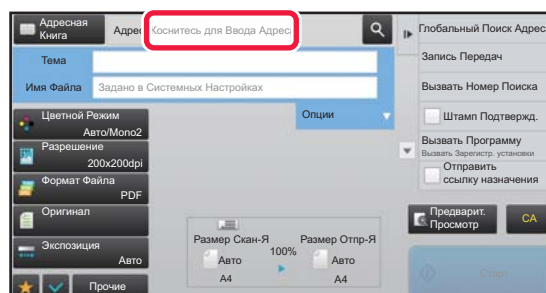 Адресная
Книга
Адрес
Коснитесь для Ввода Адреса
Глобальный Поиск Адреса
Тема
Запись Передач
Имя Файла
Задано в Системных Настройках
Вызвать Номер Поиска
Цветной Режим
Авто/Mono2
Опции
Штамп Подтвержд.
Разрешение
200x200dpi
Вызвать Программу
Вызвать Зарегистр. установки
Формат Файла
PDF
Отправить
ссылку назначения
Оригинал
Предварит.
Просмотр
CA
Размер Скан-Я
100%
Размер Отпр-Я
Экспозиция
Авто
Авто
A4
Авто
A4
Прочие
Старт